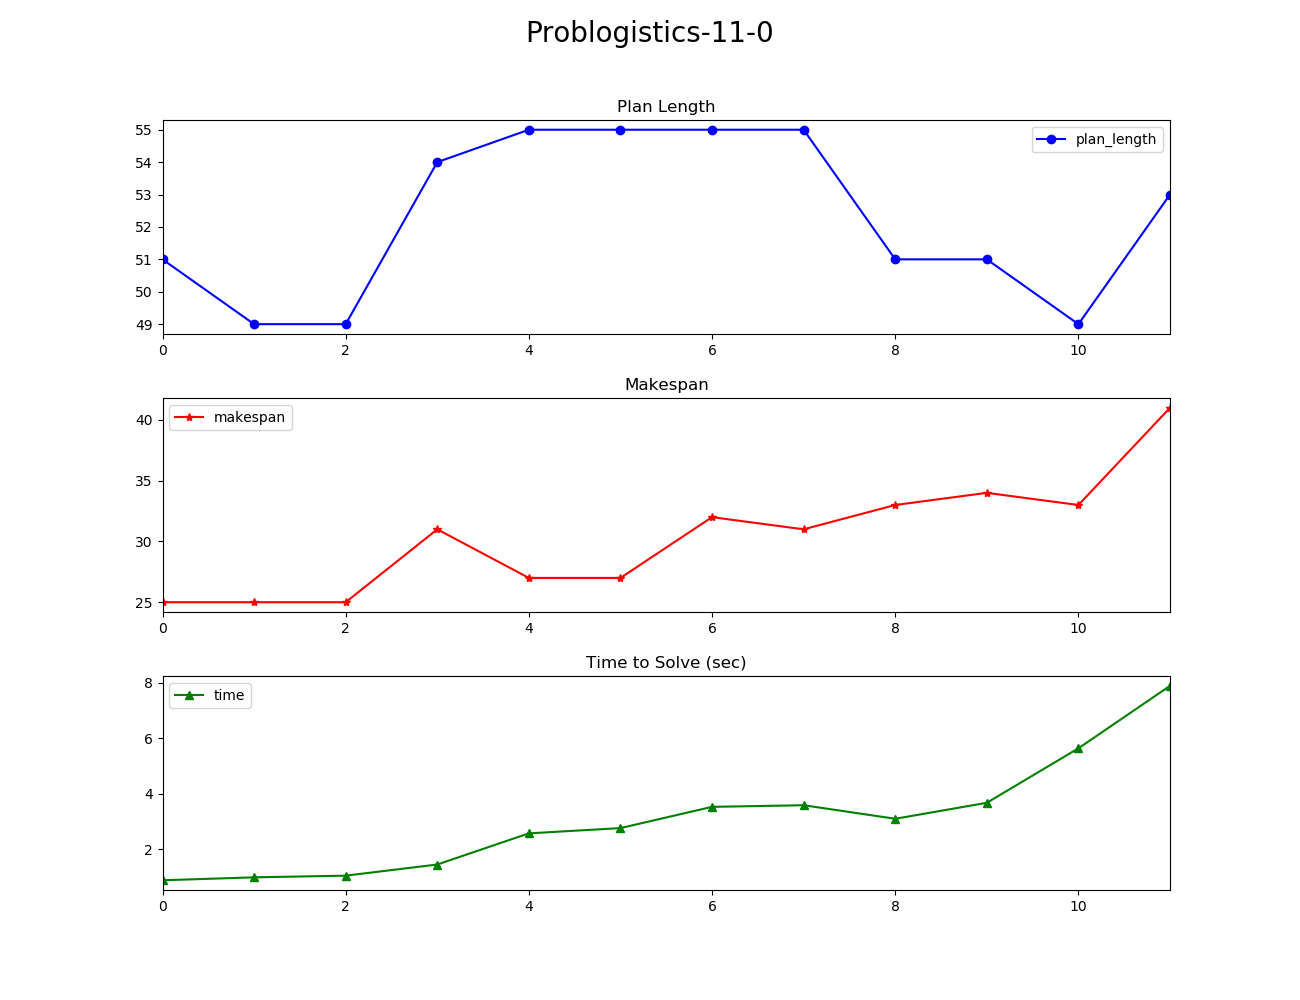 Problogistics-11-0
Plan Length
55
54
53
52
51
50
49
plan_length
0 2 4 6 8 10
Makespan
40
35
30
25
makespan
0 2 4 6 8 10
Time to Solve (sec)
8
6
4
2
time
0 2 4 6 8 10